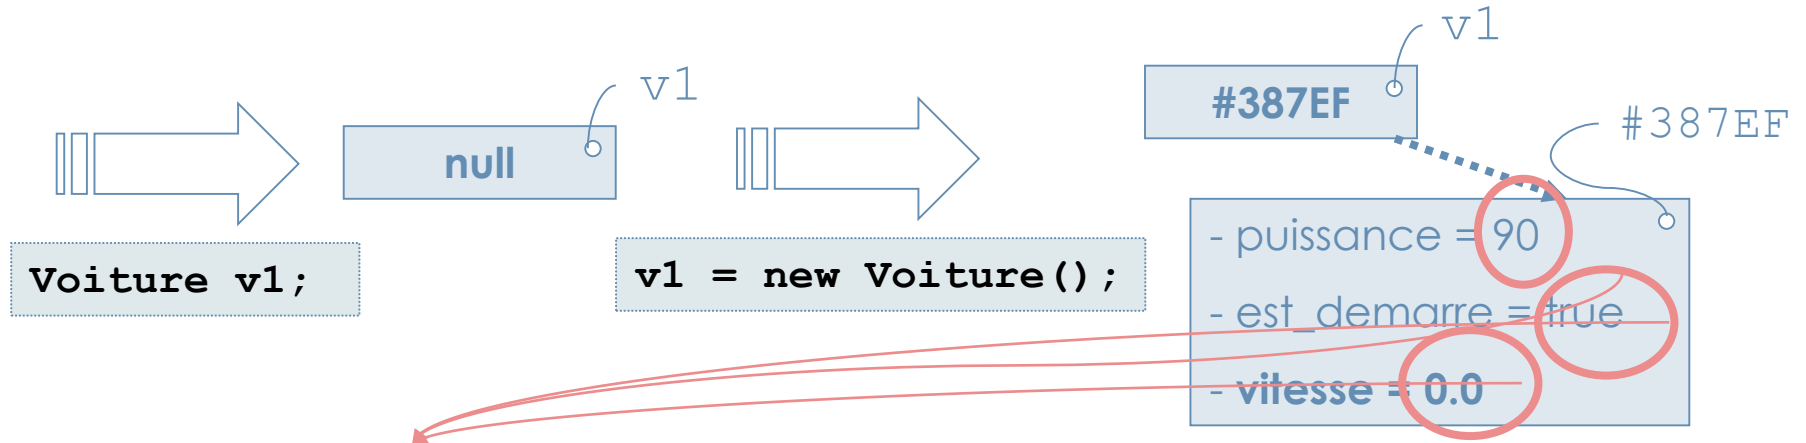 v1
null
Voiture v1;
v1 = new Voiture();
v1
#387EF
#387EF
- puissance = 90
- est_demarre = true
- vitesse = 0.0